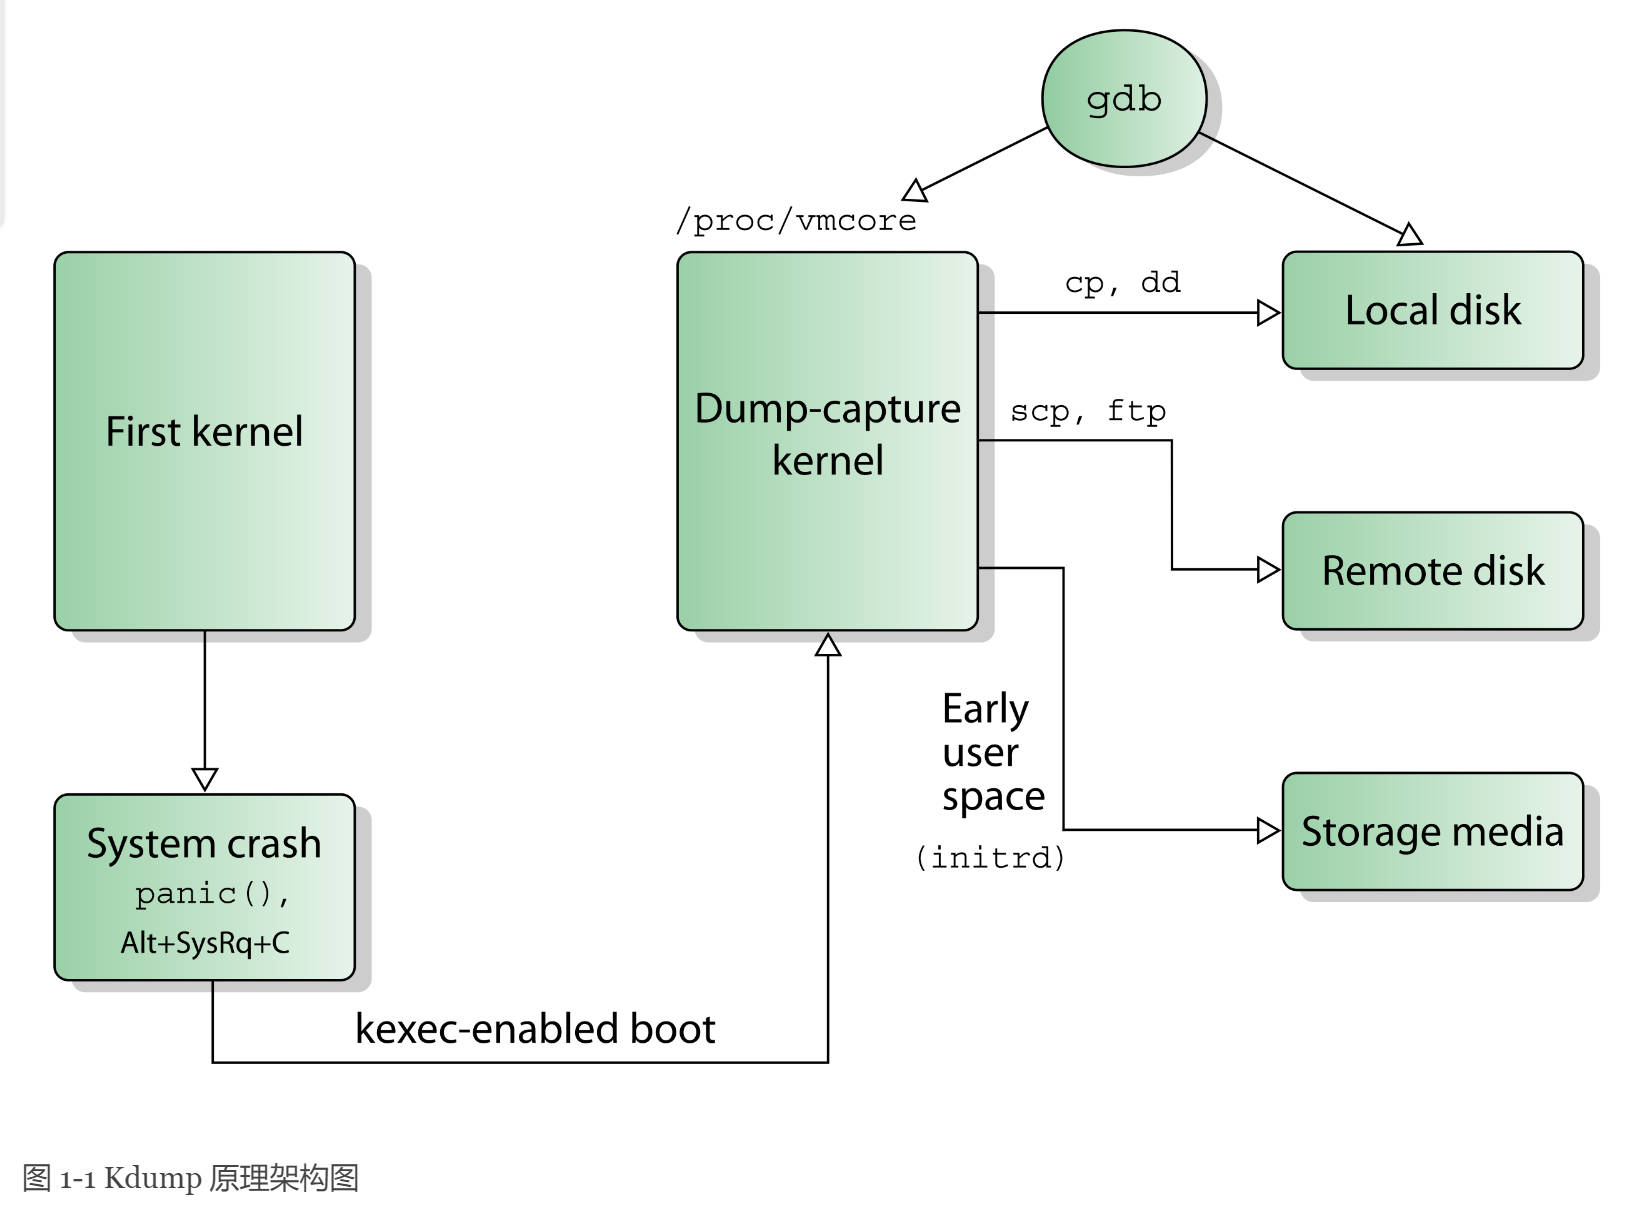 gdb
/proc/vmcore
cp, dd
Local disk
First kernel
Dump-capture
kernel
scp, ftp
Remote disk
Early
user
space
(initrd)
Storage media
System crash
panic(),
Alt+SysRq+C
kexec-enabled boot
图 1-1 Kdump 原理架构图